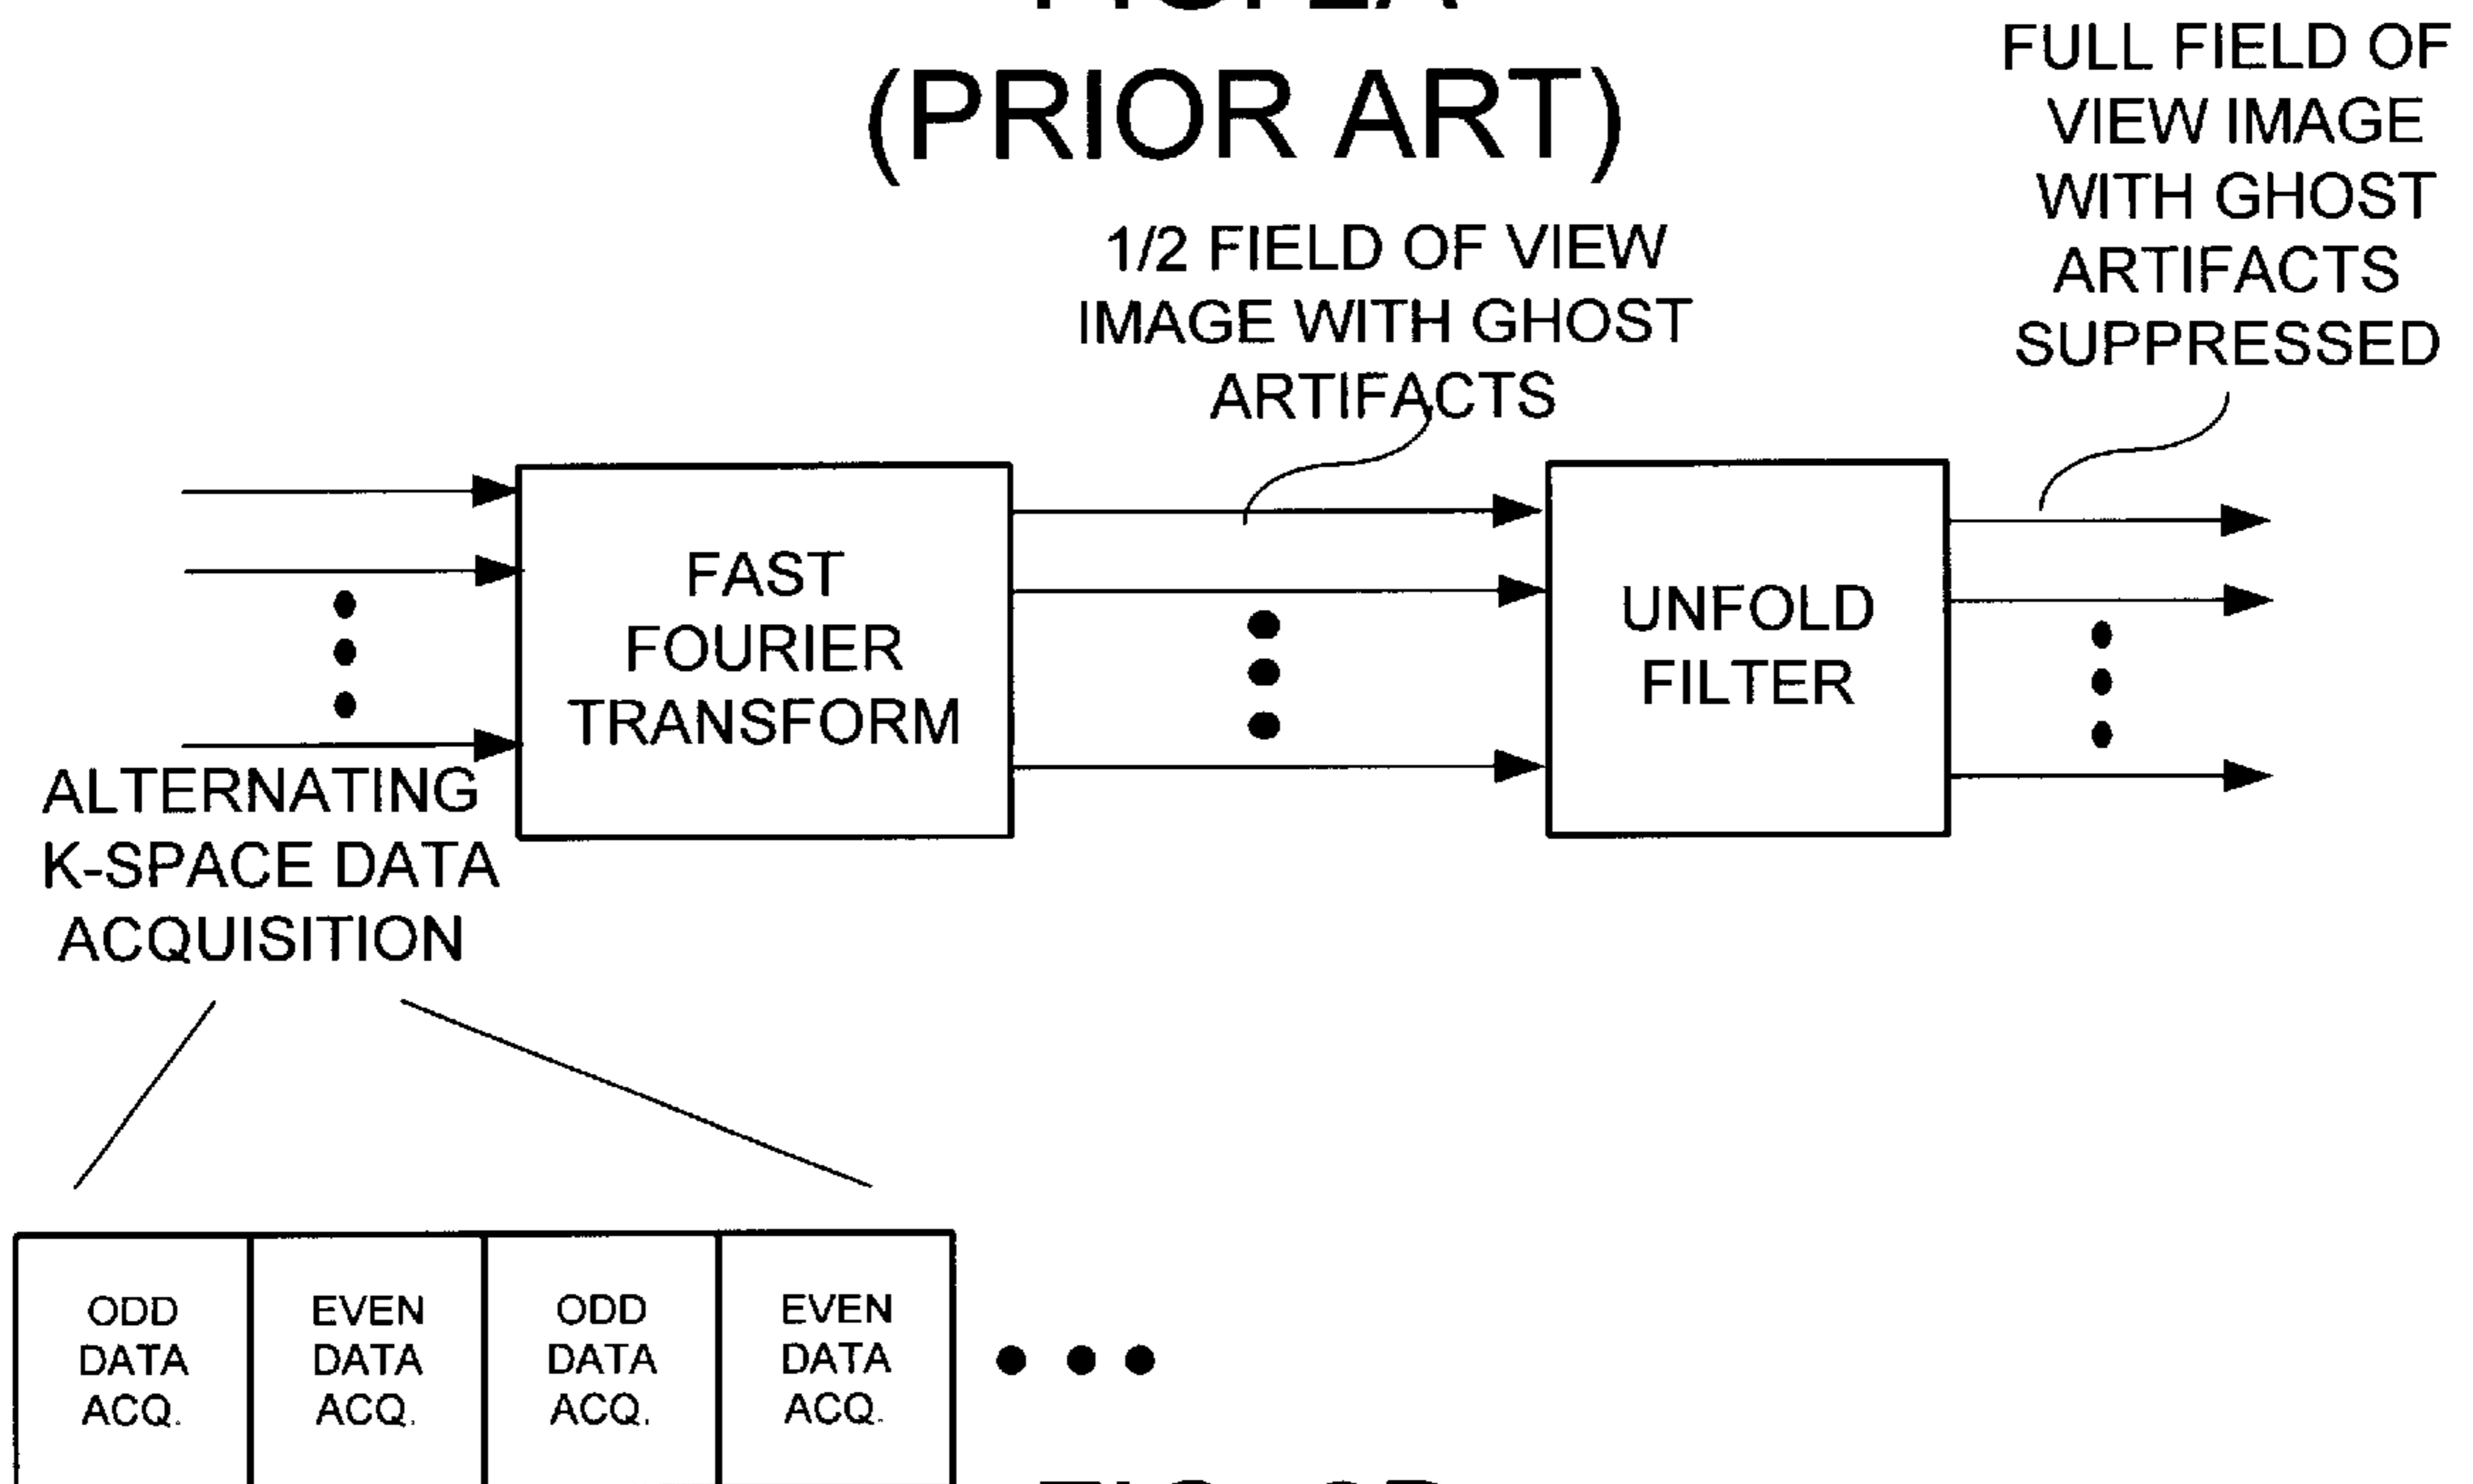 (PRIOR ART)
FULL FIELD OF
VIEW IMAGE
WITH GHOST
ARTIFACTS
SUPPRESSED
1/2 FIELD OF VIEW
IMAGE WITH GHOST
ARTIFACTS
FAST
FOURIER
TRANSFORM
UNFOLD
FILTER
ALTERNATING
K-SPACE DATA
ACQUISITION
ODD
DATA
ACQ.
EVEN
DATA
ACQ.
ODD
DATA
ACQ.
EVEN
DATA
ACQ.